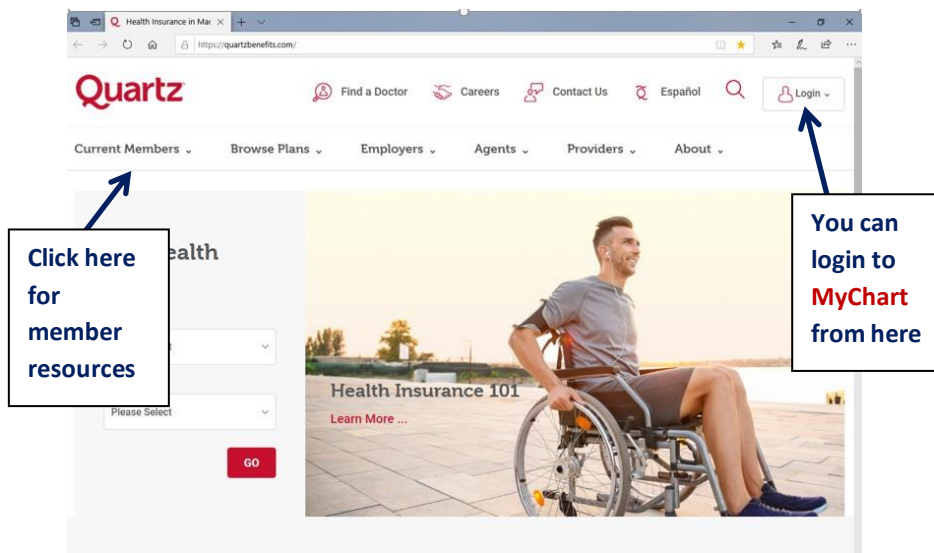 Health Insurance in Mac
https://quartzbenefits.com/
Quartz
Find a Doctor
Careers
Contact Us
Español
Login
Current Members
Browse Plans
Employers
Agents
Providers
About
Click here
for
member
resources
ealth
Please Select
GO
Health Insurance 101
Learn More ...
You can
login to
MyChart
from here